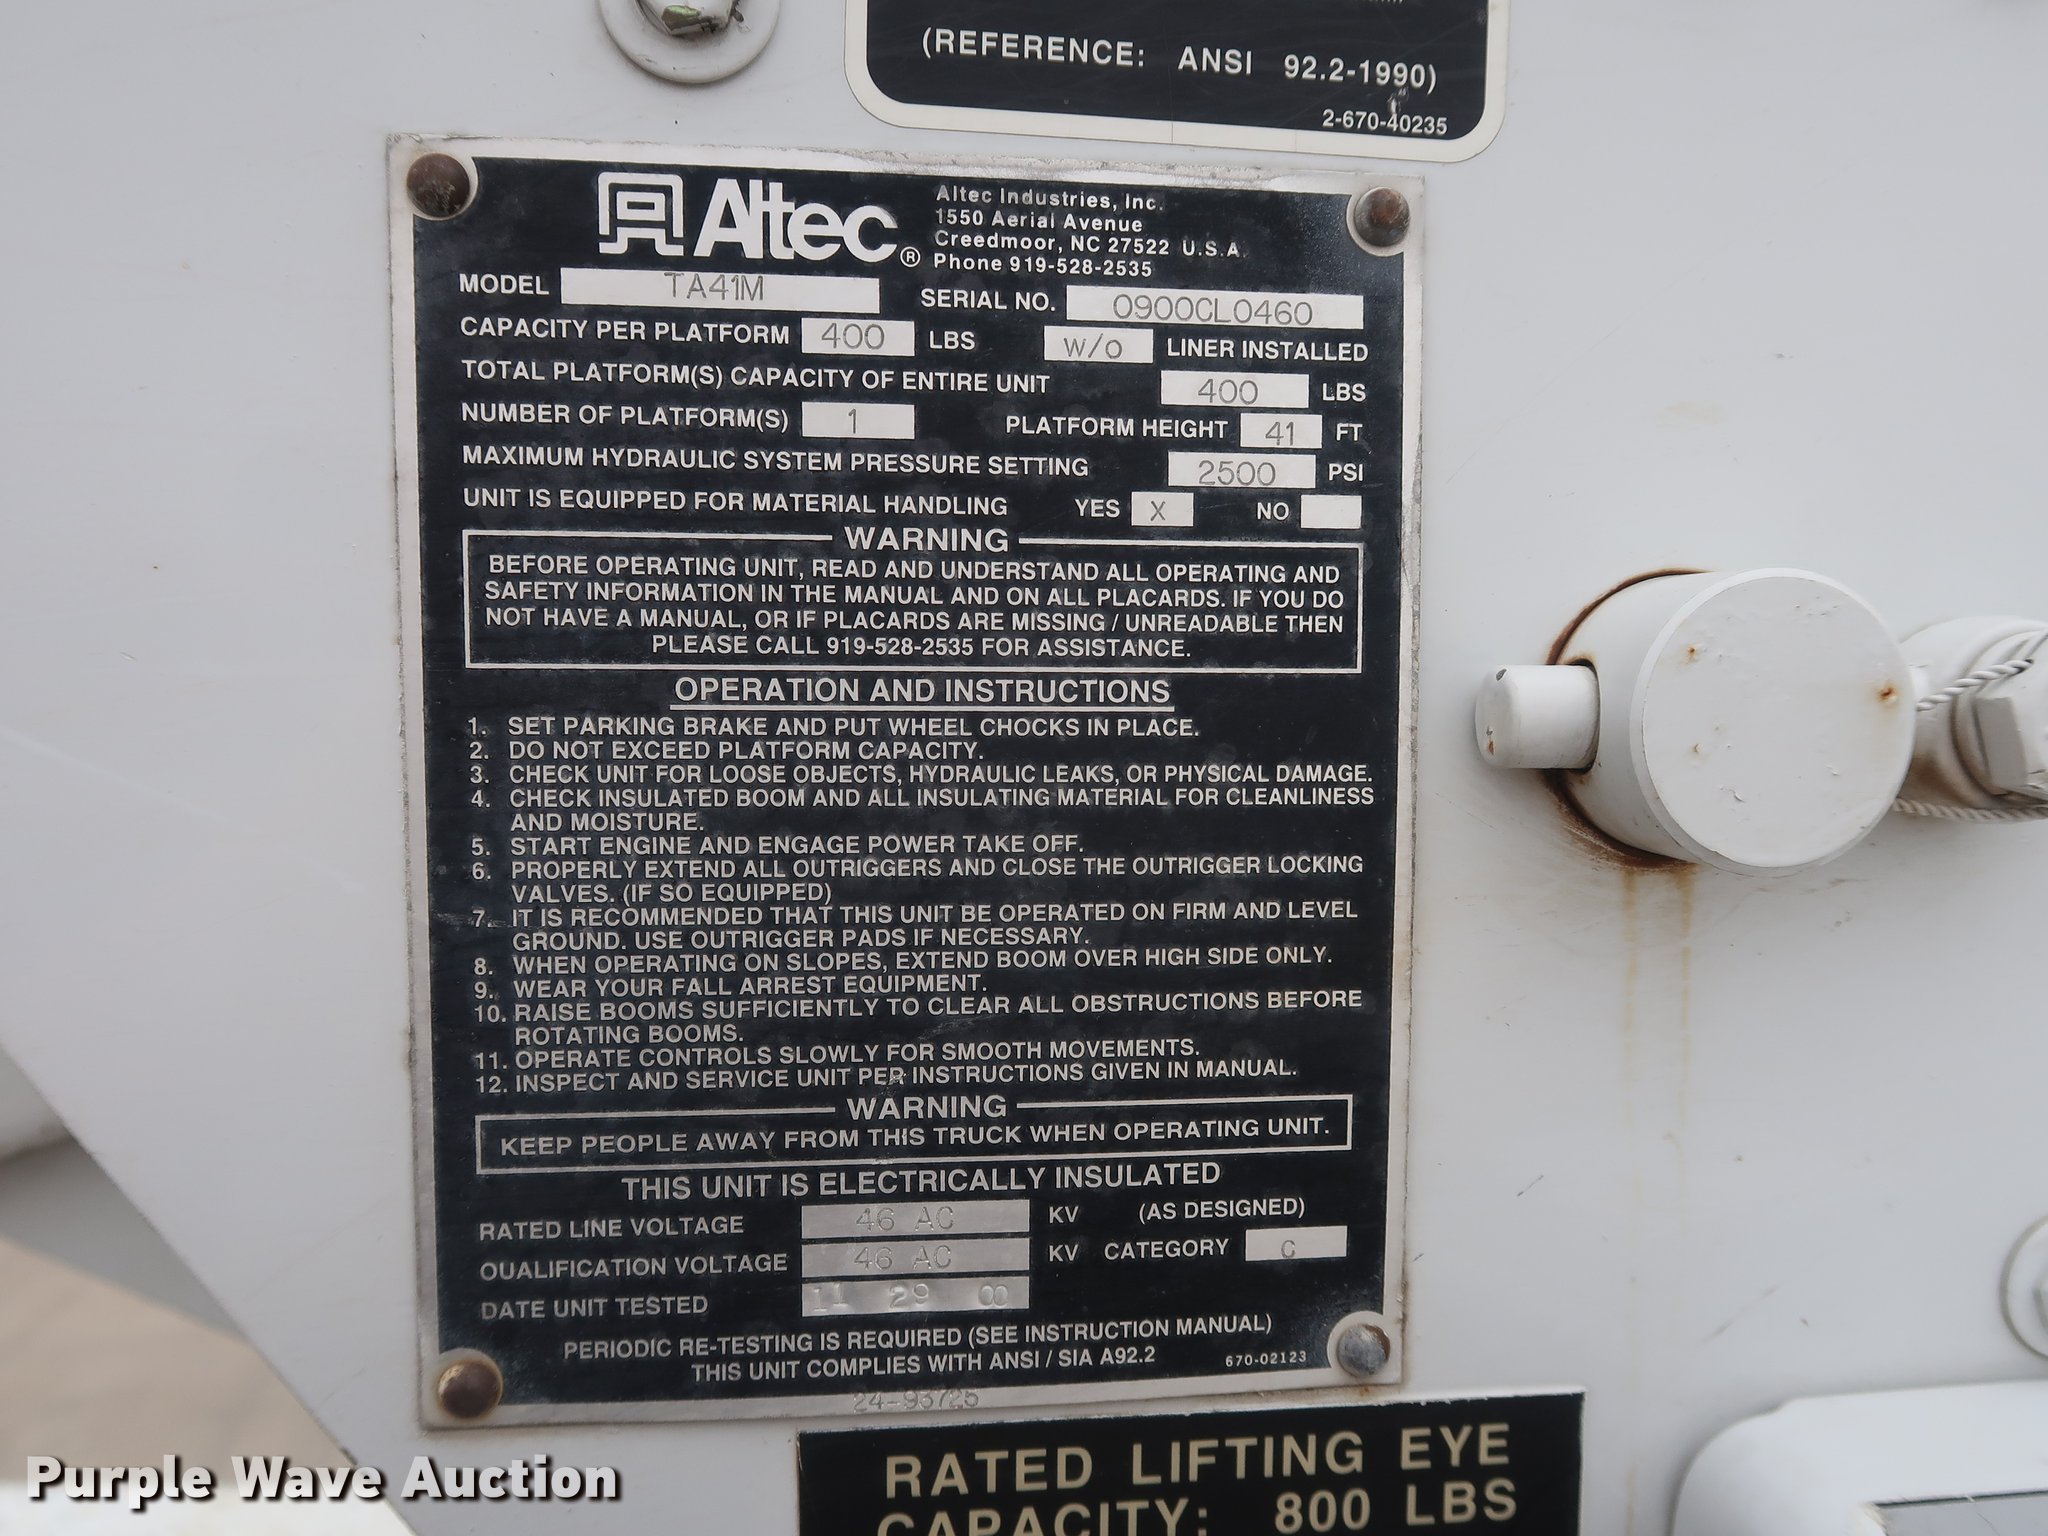 (REFERENCE: ANSI 92.2-1990)
2-670-40235
Altec®
Altec Industries, Inc.
1550 Aerial Avenue
Creedmoor, NC 27522 U.S.A.
Phone 919-528-2535
MODEL TA41M SERIAL NO. 0900CL0460
CAPACITY PER PLATFORM 400 LBS W/O LINER INSTALLED
TOTAL PLATFORM(S) CAPACITY OF ENTIRE UNIT 400 LBS
NUMBER OF PLATFORM(S) 1 PLATFORM HEIGHT 41 FT
MAXIMUM HYDRAULIC SYSTEM PRESSURE SETTING 2500 PSI
UNIT IS EQUIPPED FOR MATERIAL HANDLING YES X NO
WARNING
BEFORE OPERATING UNIT, READ AND UNDERSTAND ALL OPERATING AND
SAFETY INFORMATION IN THE MANUAL AND ON ALL PLACARDS. IF YOU DO
NOT HAVE A MANUAL, OR IF PLACARDS ARE MISSING / UNREADABLE THEN
PLEASE CALL 919-528-2535 FOR ASSISTANCE.
OPERATION AND INSTRUCTIONS
1. SET PARKING BRAKE AND PUT WHEEL CHOCKS IN PLACE.
2. DO NOT EXCEED PLATFORM CAPACITY.
3. CHECK UNIT FOR LOOSE OBJECTS, HYDRAULIC LEAKS, OR PHYSICAL DAMAGE.
4. CHECK INSULATED BOOM AND ALL INSULATING MATERIAL FOR CLEANLINESS
AND MOISTURE.
5. START ENGINE AND ENGAGE POWER TAKE OFF.
6. PROPERLY EXTEND ALL OUTRIGGERS AND CLOSE THE OUTRIGGER LOCKING
VALVES. (IF SO EQUIPPED)
7. IT IS RECOMMENDED THAT THIS UNIT BE OPERATED ON FIRM AND LEVEL
GROUND. USE OUTRIGGER PADS IF NECESSARY.
8. WHEN OPERATING ON SLOPES, EXTEND BOOM OVER HIGH SIDE ONLY.
9. WEAR YOUR FALL ARREST EQUIPMENT.
10. RAISE BOOMS SUFFICIENTLY TO CLEAR ALL OBSTRUCTIONS BEFORE
ROTATING BOOMS.
11. OPERATE CONTROLS SLOWLY FOR SMOOTH MOVEMENTS.
12. INSPECT AND SERVICE UNIT PER INSTRUCTIONS GIVEN IN MANUAL.
WARNING
KEEP PEOPLE AWAY FROM THIS TRUCK WHEN OPERATING UNIT.
THIS UNIT IS ELECTRICALLY INSULATED
RATED LINE VOLTAGE 46 AC KV (AS DESIGNED)
QUALIFICATION VOLTAGE 46 AC KV CATEGORY C
DATE UNIT TESTED 11 29 00
PERIODIC RE-TESTING IS REQUIRED (SEE INSTRUCTION MANUAL)
THIS UNIT COMPLIES WITH ANSI / SIA A92.2 670-02123
24-93725
RATED LIFTING EYE
CAPACITY: 800 LBS
Purple Wave Auction